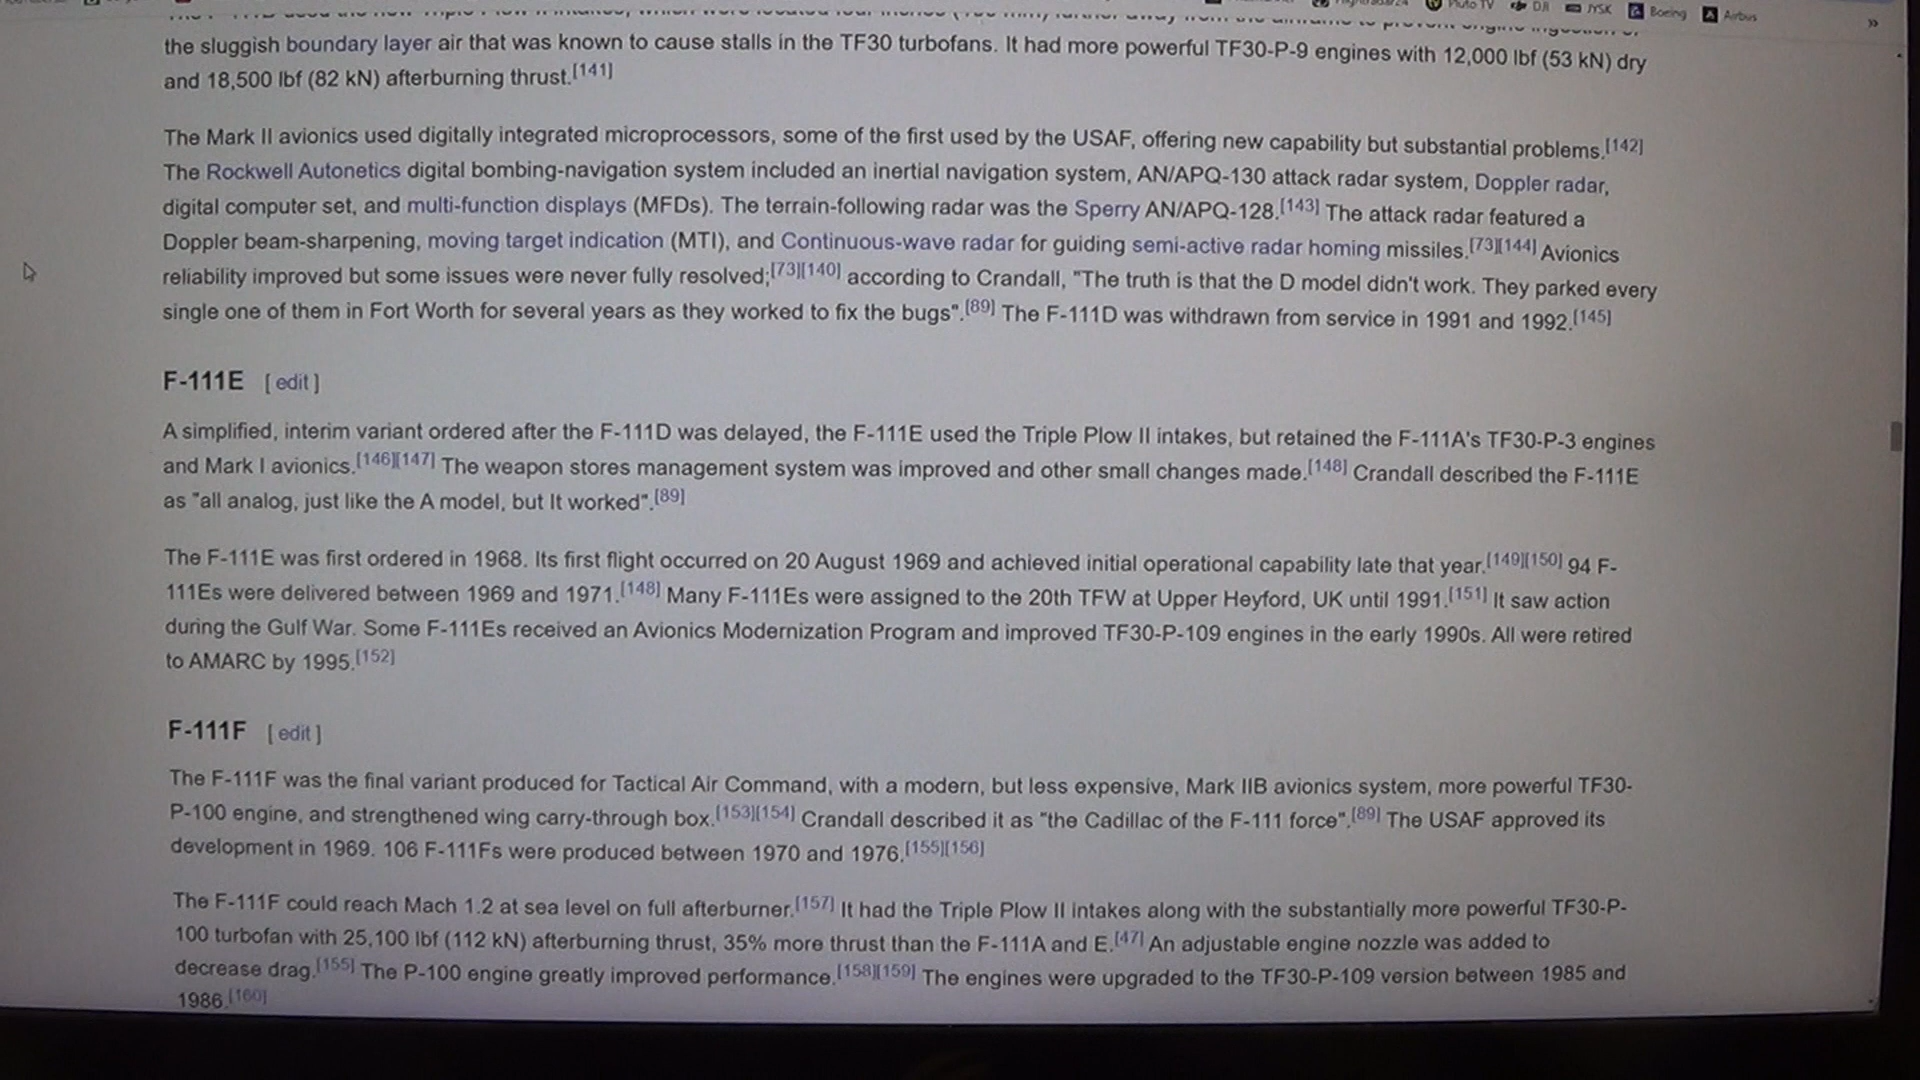 Pluto TV DJI JYSK Boeing Airbus »
the sluggish boundary layer air that was known to cause stalls in the TF30 turbofans. It had more powerful TF30-P-9 engines with 12,000 lbf (53 kN) dry
and 18,500 lbf (82 kN) afterburning thrust.[141]
The Mark II avionics used digitally integrated microprocessors, some of the first used by the USAF, offering new capability but substantial problems.[142]
The Rockwell Autonetics digital bombing-navigation system included an inertial navigation system, AN/APQ-130 attack radar system, Doppler radar,
digital computer set, and multi-function displays (MFDs). The terrain-following radar was the Sperry AN/APQ-128.[143] The attack radar featured a
Doppler beam-sharpening, moving target indication (MTI), and Continuous-wave radar for guiding semi-active radar homing missiles.[73][144] Avionics
reliability improved but some issues were never fully resolved;[73][140] according to Crandall, "The truth is that the D model didn't work. They parked every
single one of them in Fort Worth for several years as they worked to fix the bugs".[89] The F-111D was withdrawn from service in 1991 and 1992.[145]
F-111E [ edit ]
A simplified, interim variant ordered after the F-111D was delayed, the F-111E used the Triple Plow II intakes, but retained the F-111A's TF30-P-3 engines
and Mark I avionics.[146][147] The weapon stores management system was improved and other small changes made.[148] Crandall described the F-111E
as "all analog, just like the A model, but It worked".[89]
The F-111E was first ordered in 1968. Its first flight occurred on 20 August 1969 and achieved initial operational capability late that year.[149][150] 94 F-
111Es were delivered between 1969 and 1971.[148] Many F-111Es were assigned to the 20th TFW at Upper Heyford, UK until 1991.[151] It saw action
during the Gulf War. Some F-111Es received an Avionics Modernization Program and improved TF30-P-109 engines in the early 1990s. All were retired
to AMARC by 1995.[152]
F-111F [ edit ]
The F-111F was the final variant produced for Tactical Air Command, with a modern, but less expensive, Mark IIB avionics system, more powerful TF30-
P-100 engine, and strengthened wing carry-through box.[153][154] Crandall described it as "the Cadillac of the F-111 force".[89] The USAF approved its
development in 1969. 106 F-111Fs were produced between 1970 and 1976.[155][156]
The F-111F could reach Mach 1.2 at sea level on full afterburner.[157] It had the Triple Plow II intakes along with the substantially more powerful TF30-P-
100 turbofan with 25,100 lbf (112 kN) afterburning thrust, 35% more thrust than the F-111A and E.[47] An adjustable engine nozzle was added to
decrease drag.[155] The P-100 engine greatly improved performance.[158][159] The engines were upgraded to the TF30-P-109 version between 1985 and
1986.[160]